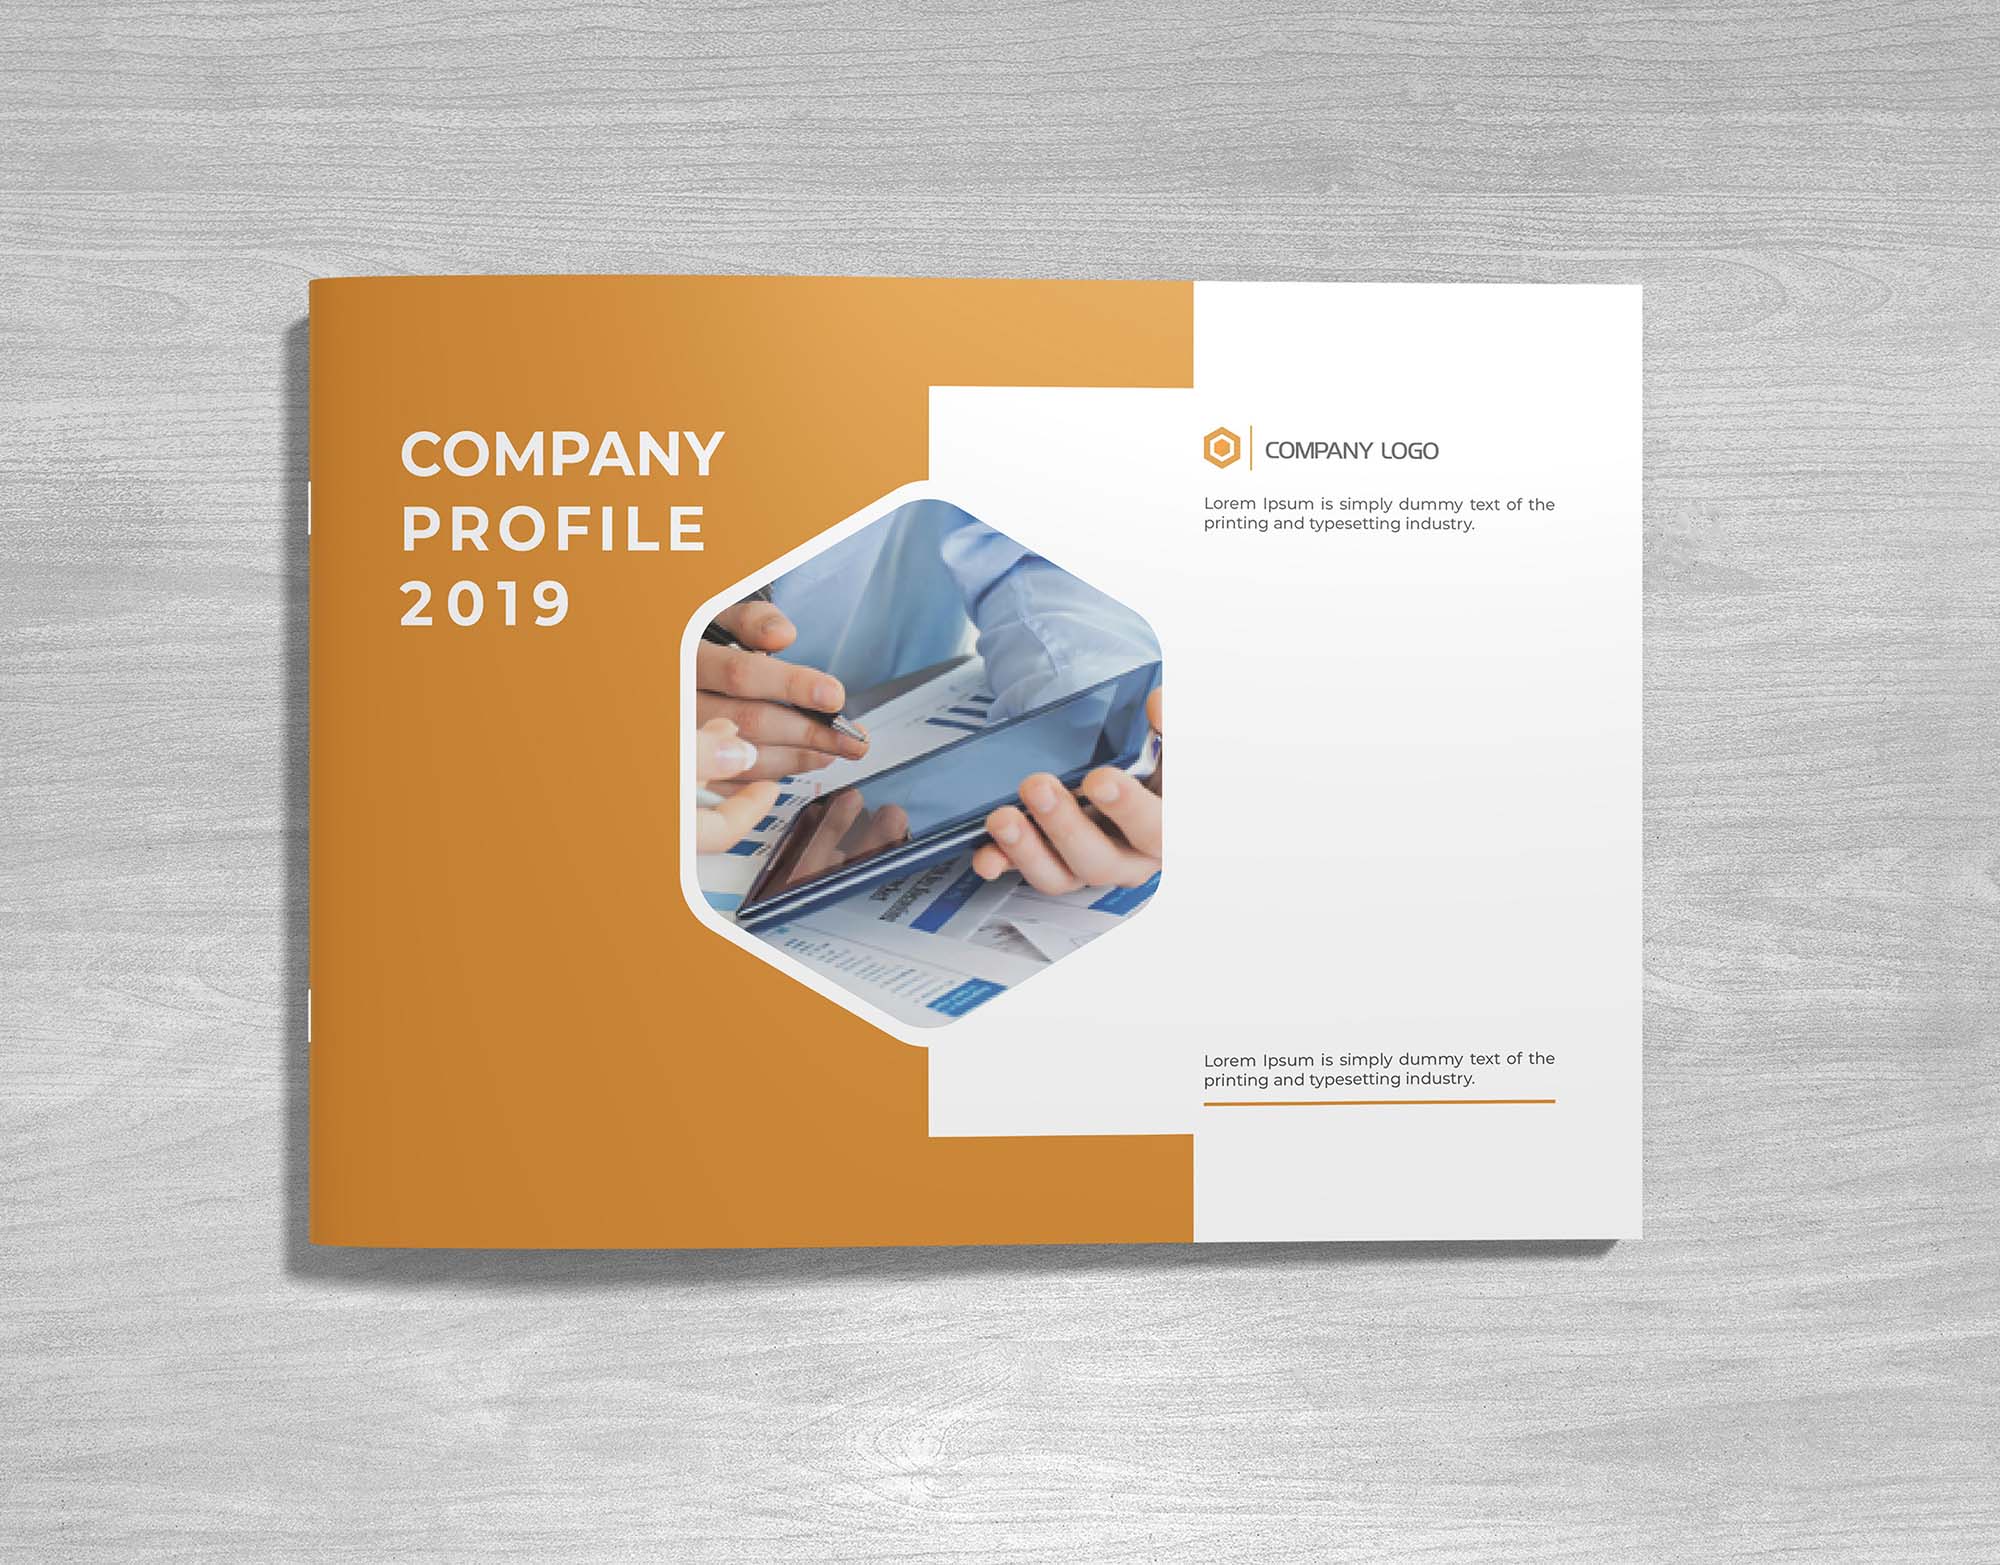 COMPANY
PROFILE
2019
COMPANY LOGO
Lorem Ipsum is simply dummy text of the
printing and typesetting industry.
Lorem Ipsum is simply dummy text of the
printing and typesetting industry.